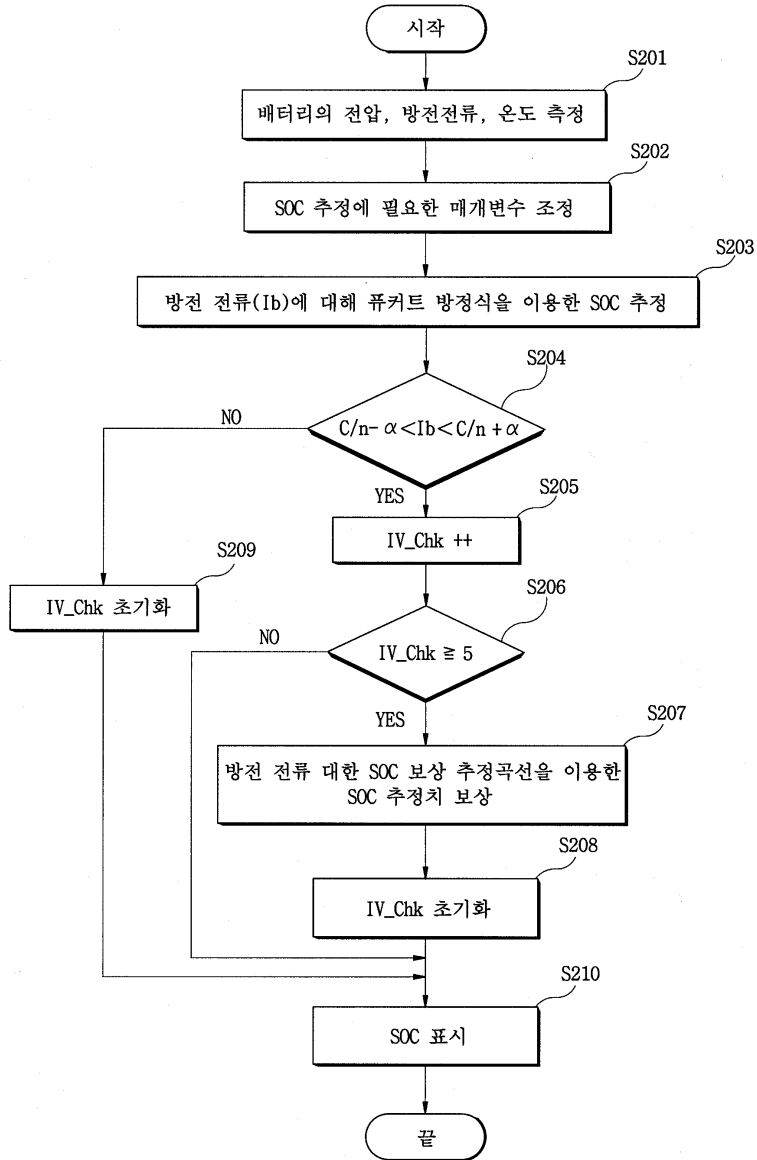 시작
S201
배터리의 전압, 방전전류, 온도 측정
S202
SOC 추정에 필요한 매개변수 조정
S203
방전 전류(Ib)에 대해 퓨커트 방정식을 이용한 SOC 추정
S204
C/n- α<Ib<C/n + α
NO
YES
S205
IV_Chk ++
S209
IV_Chk 초기화
S206
IV_Chk ≧ 5
NO
YES
S207
방전 전류 대한 SOC 보상 추정곡선을 이용한
SOC 추정치 보상
S208
IV_Chk 초기화
S210
SOC 표시
끝